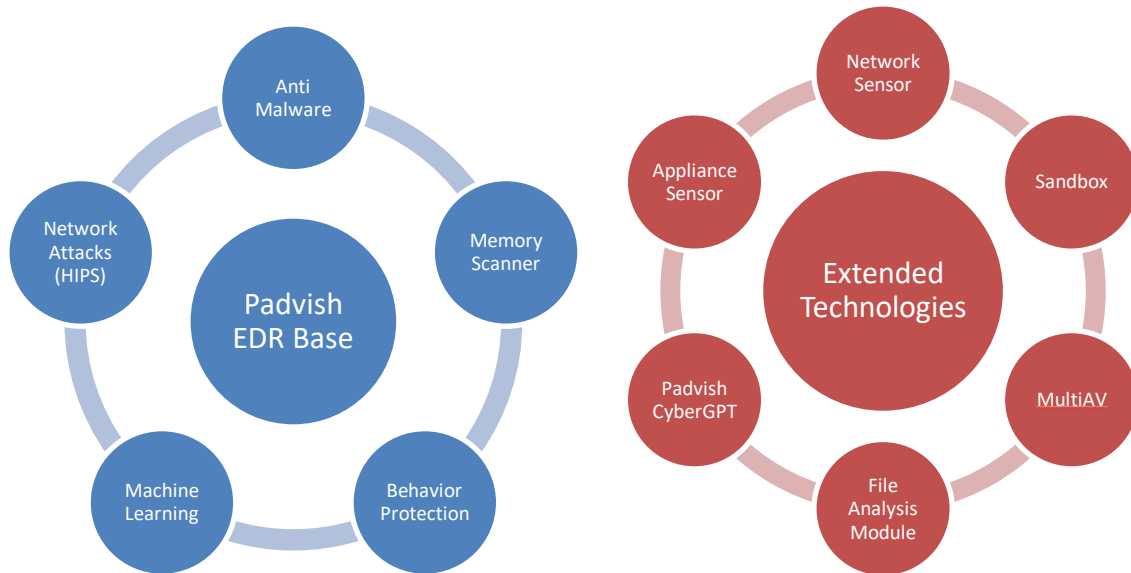 Anti
Malware
Memory
Scanner
Behavior
Protection
Machine
Learning
Network
Attacks
(HIPS)
Padvish
EDR Base
Network
Sensor
Sandbox
MultiAV
File
Analysis
Module
Padvish
CyberGPT
Appliance
Sensor
Extended
Technologies